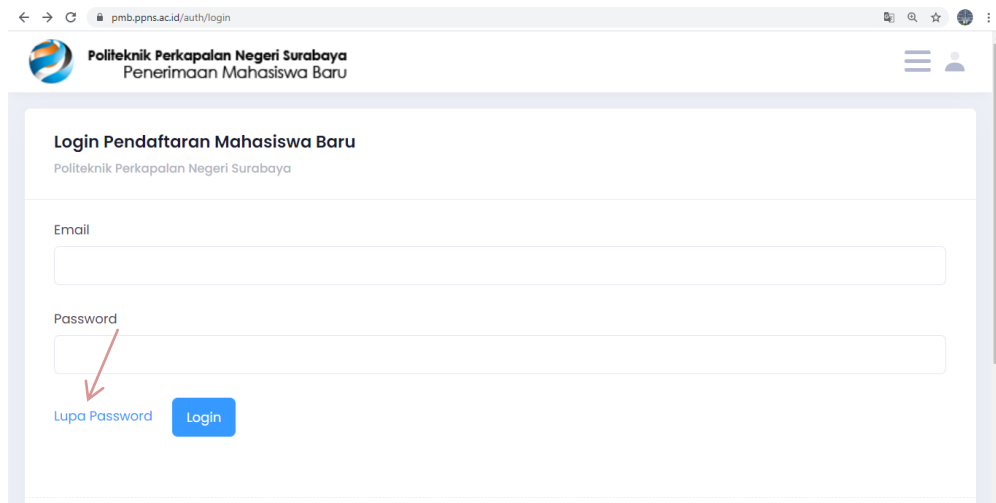 pmb.ppns.ac.id/auth/login
Politeknik Perkapalan Negeri Surabaya
Penerimaan Mahasiswa Baru
Login Pendaftaran Mahasiswa Baru
Politeknik Perkapalan Negeri Surabaya
Email
Password
Lupa Password
Login